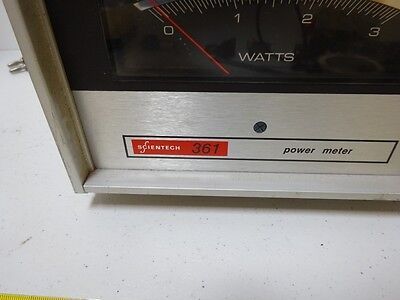 0 1 2 3
WATTS
SCIENTECH 361 power meter